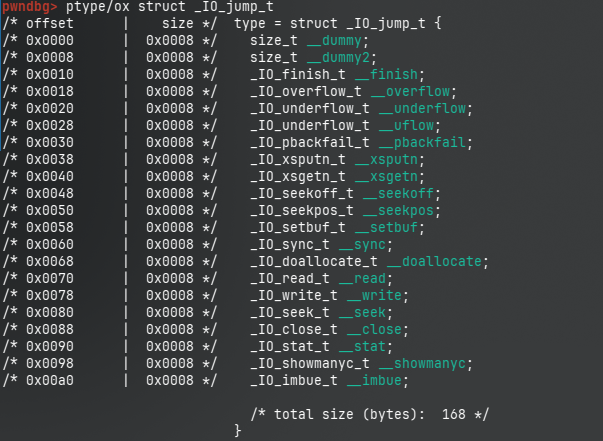 pwndbg> ptype/ox struct _IO_jump_t
/* offset      |    size */  type = struct _IO_jump_t {
/* 0x0000      |  0x0008 */    size_t __dummy;
/* 0x0008      |  0x0008 */    size_t __dummy2;
/* 0x0010      |  0x0008 */    _IO_finish_t __finish;
/* 0x0018      |  0x0008 */    _IO_overflow_t __overflow;
/* 0x0020      |  0x0008 */    _IO_underflow_t __underflow;
/* 0x0028      |  0x0008 */    _IO_underflow_t __uflow;
/* 0x0030      |  0x0008 */    _IO_pbackfail_t __pbackfail;
/* 0x0038      |  0x0008 */    _IO_xsputn_t __xsputn;
/* 0x0040      |  0x0008 */    _IO_xsgetn_t __xsgetn;
/* 0x0048      |  0x0008 */    _IO_seekoff_t __seekoff;
/* 0x0050      |  0x0008 */    _IO_seekpos_t __seekpos;
/* 0x0058      |  0x0008 */    _IO_setbuf_t __setbuf;
/* 0x0060      |  0x0008 */    _IO_sync_t __sync;
/* 0x0068      |  0x0008 */    _IO_doallocate_t __doallocate;
/* 0x0070      |  0x0008 */    _IO_read_t __read;
/* 0x0078      |  0x0008 */    _IO_write_t __write;
/* 0x0080      |  0x0008 */    _IO_seek_t __seek;
/* 0x0088      |  0x0008 */    _IO_close_t __close;
/* 0x0090      |  0x0008 */    _IO_stat_t __stat;
/* 0x0098      |  0x0008 */    _IO_showmanyc_t __showmanyc;
/* 0x00a0      |  0x0008 */    _IO_imbue_t __imbue;
/* total size (bytes):  168 */
}